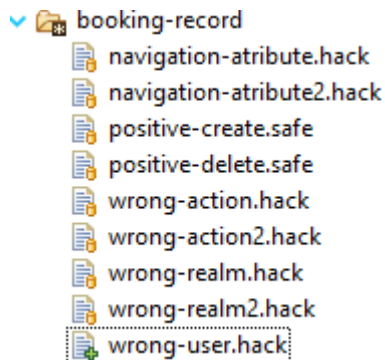 booking-record
navigation-atribute.hack
navigation-atribute2.hack
positive-create.safe
positive-delete.safe
wrong-action.hack
wrong-action2.hack
wrong-realm.hack
wrong-realm2.hack
wrong-user.hack